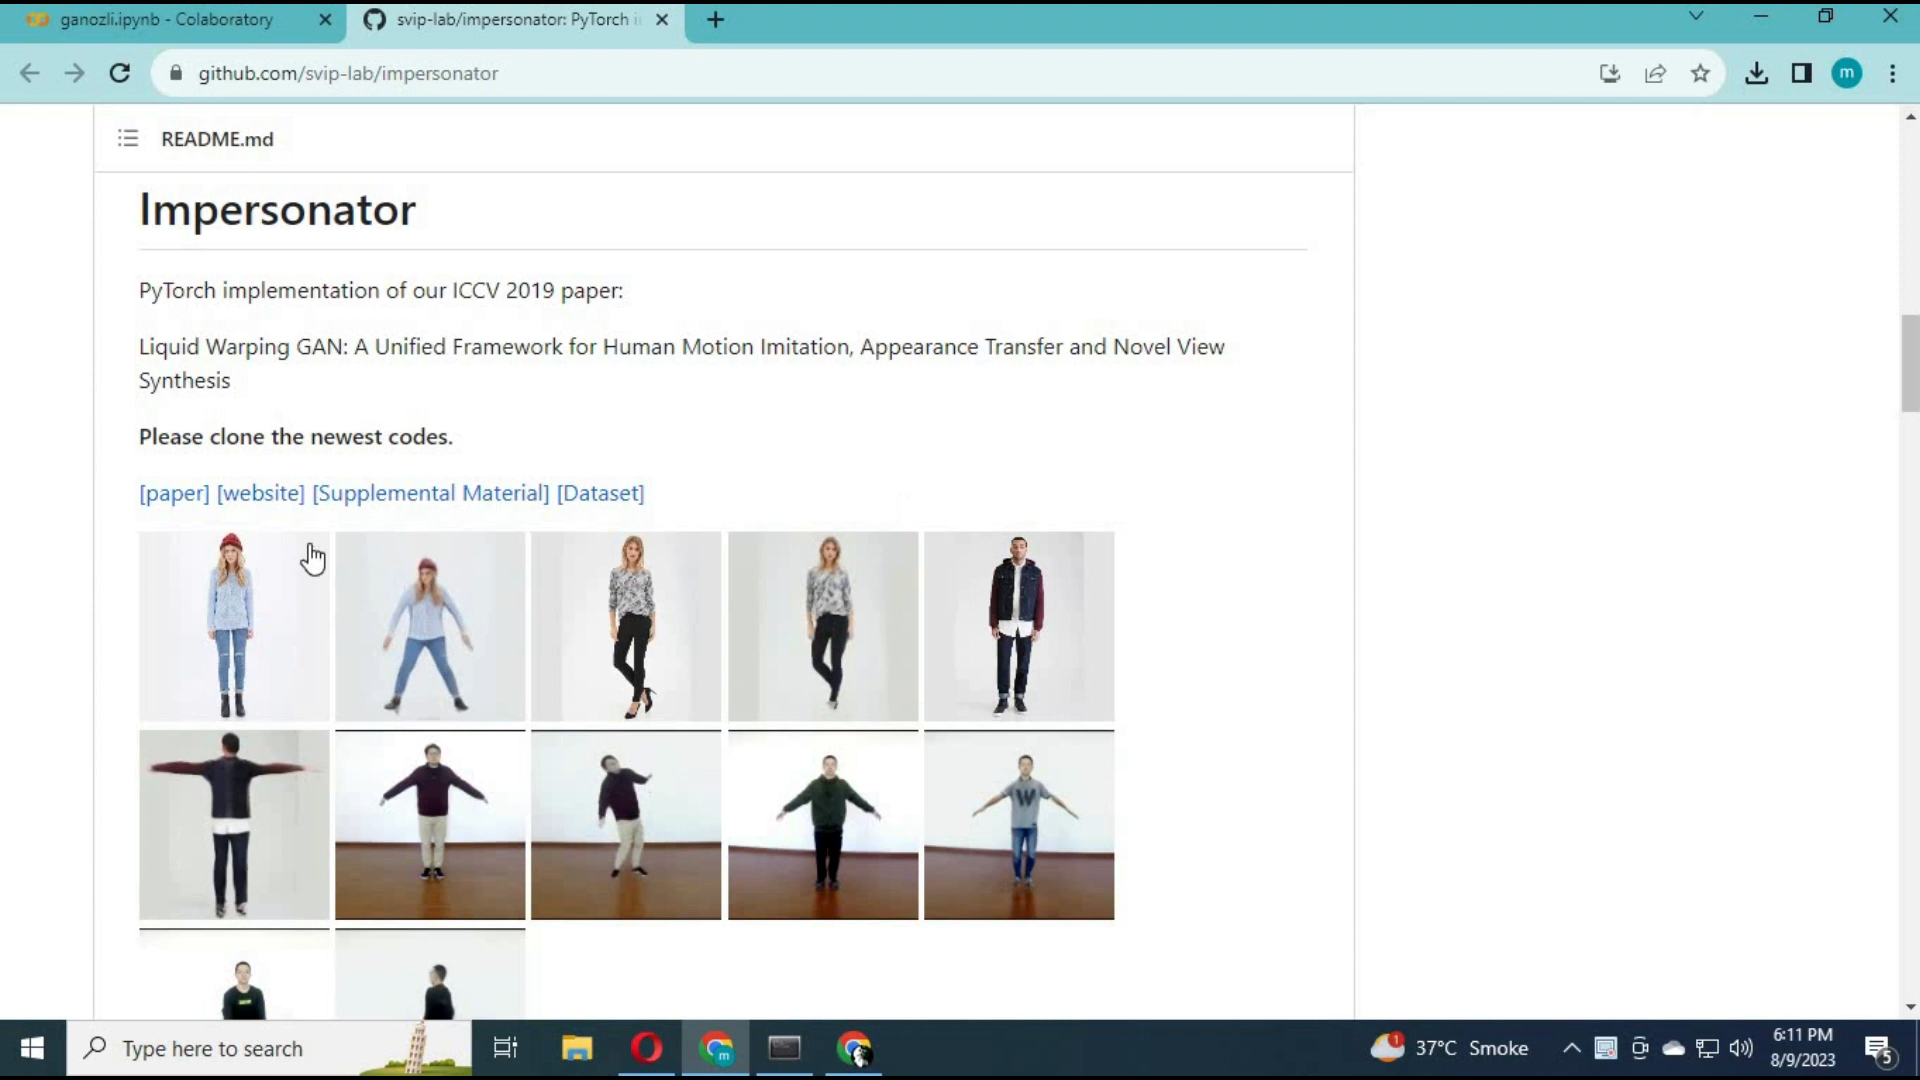 ganozli.ipynb - Colaboratory
svip-lab/impersonator: PyTorch i
github.com/svip-lab/impersonator
m
README.md
Impersonator
PyTorch implementation of our ICCV 2019 paper:
Liquid Warping GAN: A Unified Framework for Human Motion Imitation, Appearance Transfer and Novel View
Synthesis
Please clone the newest codes.
[paper] [website] [Supplemental Material] [Dataset]
W
Type here to search
m
1
37°C Smoke
6:11 PM
8/9/2023
5